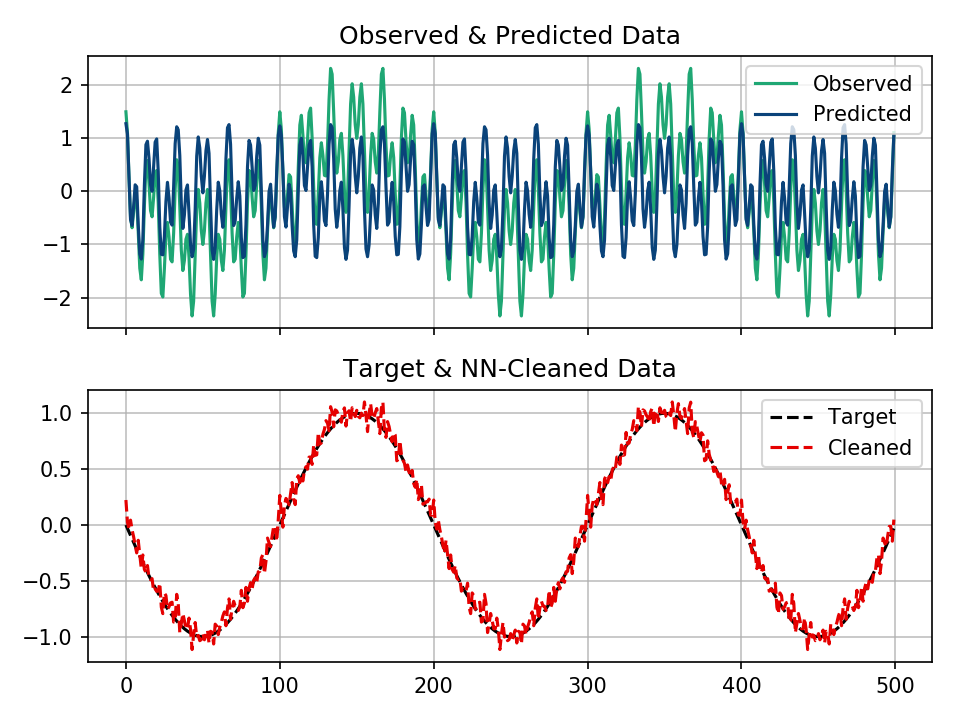 Observed & Predicted Data
Observed
Predicted
2
1
0
−1
−2
Target & NN-Cleaned Data
Target
Cleaned
1.0
0.5
0.0
−0.5
−1.0
0 100 200 300 400 500